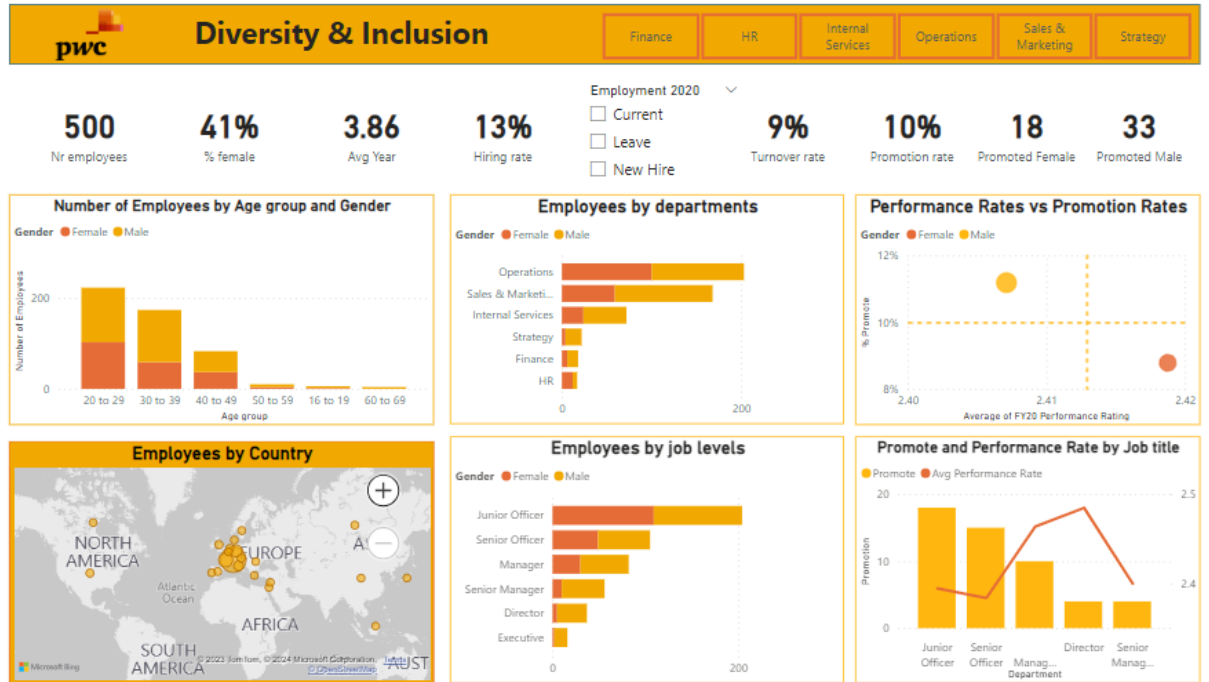 pwc
Diversity & Inclusion
Finance
HR
Internal
Services
Operations
Sales &
Marketing
Strategy
500
Nr employees
41%
% female
3.86
Avg Year
13%
Hiring rate
Employment 2020
Current
Leave
New Hire
9%
Turnover rate
10%
Promotion rate
18
Promoted Female
33
Promoted Male
Number of Employees by Age group and Gender
Gender Female Male
Number of Employees
200
0
20 to 29 30 to 39 40 to 49 50 to 59 16 to 19 60 to 69
Age group
Employees by departments
Gender Female Male
Operations
Sales & Marketi...
Internal Services
Strategy
Finance
HR
0 200
Performance Rates vs Promotion Rates
Gender Female Male
% Promote
12%
10%
8%
2.40 2.41 2.42
Average of FY20 Performance Rating
Employees by Country
+
NORTH
AMERICA
EUROPE
Atlantic
Ocean
AFRICA
SOUTH
AMERICA
AUST
Microsoft Bing
© 2023 TomTom, © 2024 Microsoft Corporation, Terms
© OpenStreetMap
Employees by job levels
Gender Female Male
Junior Officer
Senior Officer
Manager
Senior Manager
Director
Executive
0 200
Promote and Performance Rate by Job title
Promote Avg Performance Rate
Promotion
20
10
0
2.5
2.4
Junior
Officer
Senior
Officer
Manag...
Director
Senior
Manag...
Department